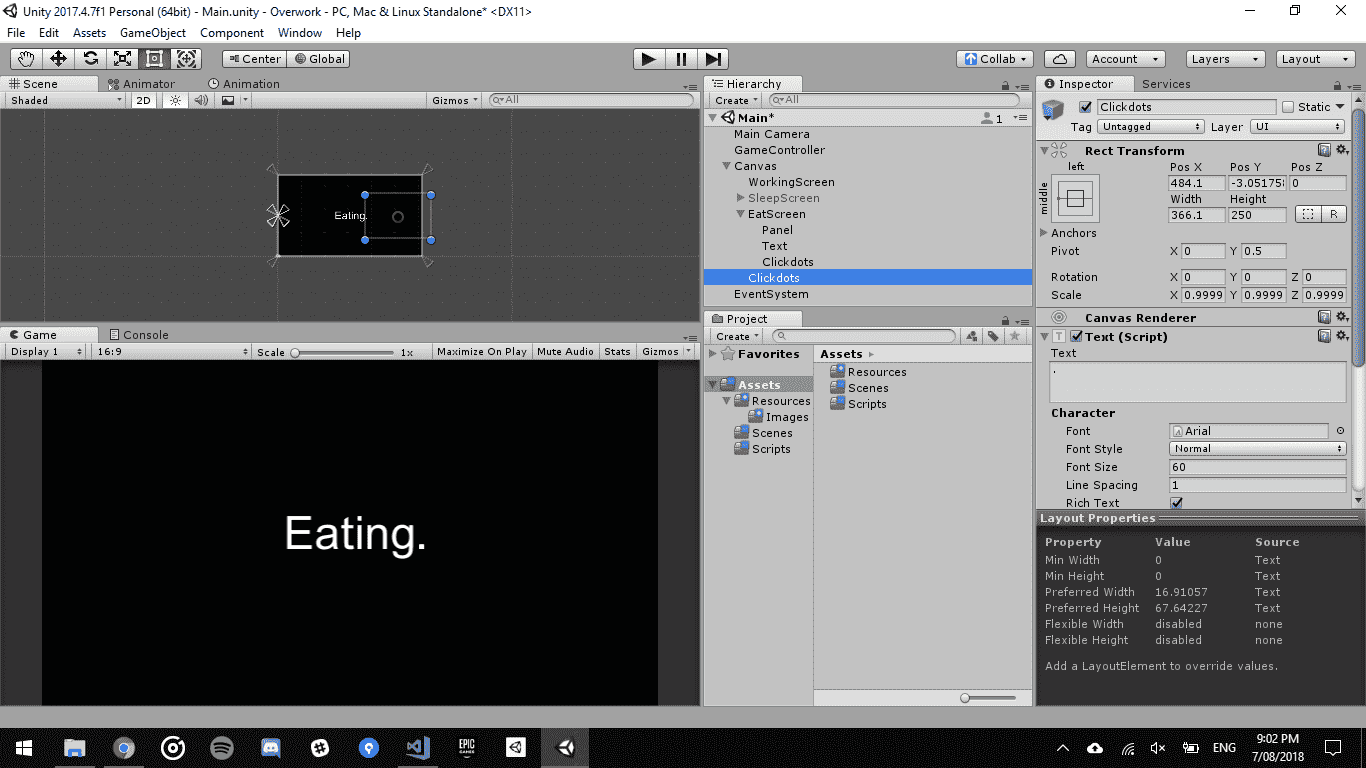 Unity 2017.4.7f1 Personal (64bit) - Main.unity - Overwork - PC, Mac & Linux Standalone* <DX11>
File Edit Assets GameObject Component Window Help
Center Global Collab Account Layers Layout
Scene Animator Animation
Shaded 2D Gizmos All
Eating.
Game Console
Display 1 16:9 Scale 1x Maximize On Play Mute Audio Stats Gizmos
Eating.
Hierarchy
Create All
Main* 1
Main Camera
GameController
Canvas
WorkingScreen
SleepScreen
EatScreen
Panel
Text
Clickdots
Clickdots
EventSystem
Project
Create
Favorites
Assets
Resources
Images
Scenes
Scripts
Assets
Resources
Scenes
Scripts
Inspector Services
Clickdots Static
Tag Untagged Layer UI
Rect Transform
left Pos X Pos Y Pos Z
middle 484.1 -3.05175 0
Width Height
366.1 250 R
Anchors
Pivot X 0 Y 0.5
Rotation X 0 Y 0 Z 0
Scale X 0.9999 Y 0.9999 Z 0.9999
Canvas Renderer
T Text (Script)
Text
.
Character
Font Arial
Font Style Normal
Font Size 60
Line Spacing 1
Rich Text
Layout Properties
Property Value Source
Min Width 0 Text
Min Height 0 Text
Preferred Width 16.91057 Text
Preferred Height 67.64227 Text
Flexible Width disabled none
Flexible Height disabled none
Add a LayoutElement to override values.
EPIC GAMES
ENG
9:02 PM
7/08/2018